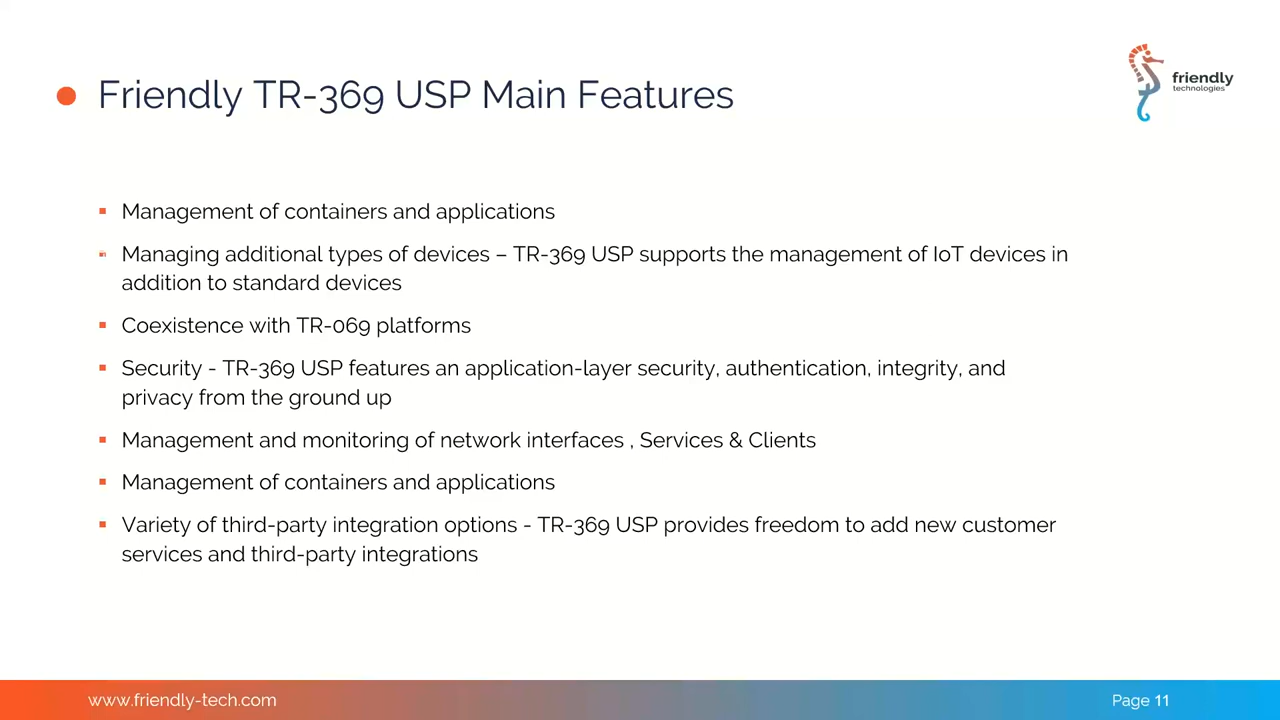 Friendly TR-369 USP Main Features
friendly
technologies
Management of containers and applications
Managing additional types of devices – TR-369 USP supports the management of IoT devices in
addition to standard devices
Coexistence with TR-069 platforms
Security - TR-369 USP features an application-layer security, authentication, integrity, and
privacy from the ground up
Management and monitoring of network interfaces , Services & Clients
Management of containers and applications
Variety of third-party integration options - TR-369 USP provides freedom to add new customer
services and third-party integrations
www.friendly-tech.com
Page 11